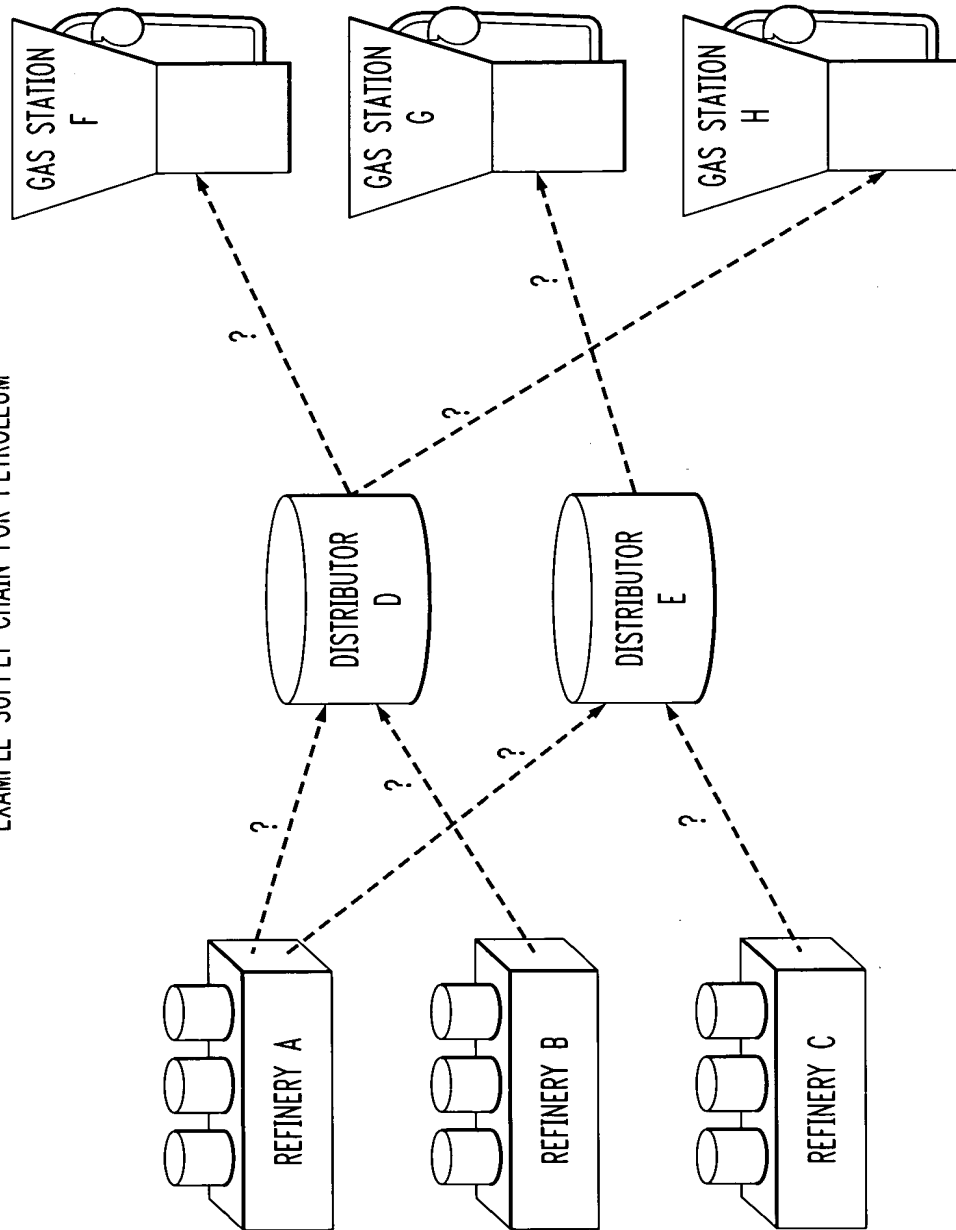 EXAMPLE SUPPLY CHAIN FOR PETROLEUM
REFINERY A
REFINERY B
REFINERY C
?
?
?
?
DISTRIBUTOR
D
DISTRIBUTOR
E
?
?
?
GAS STATION
F
GAS STATION
G
GAS STATION
H